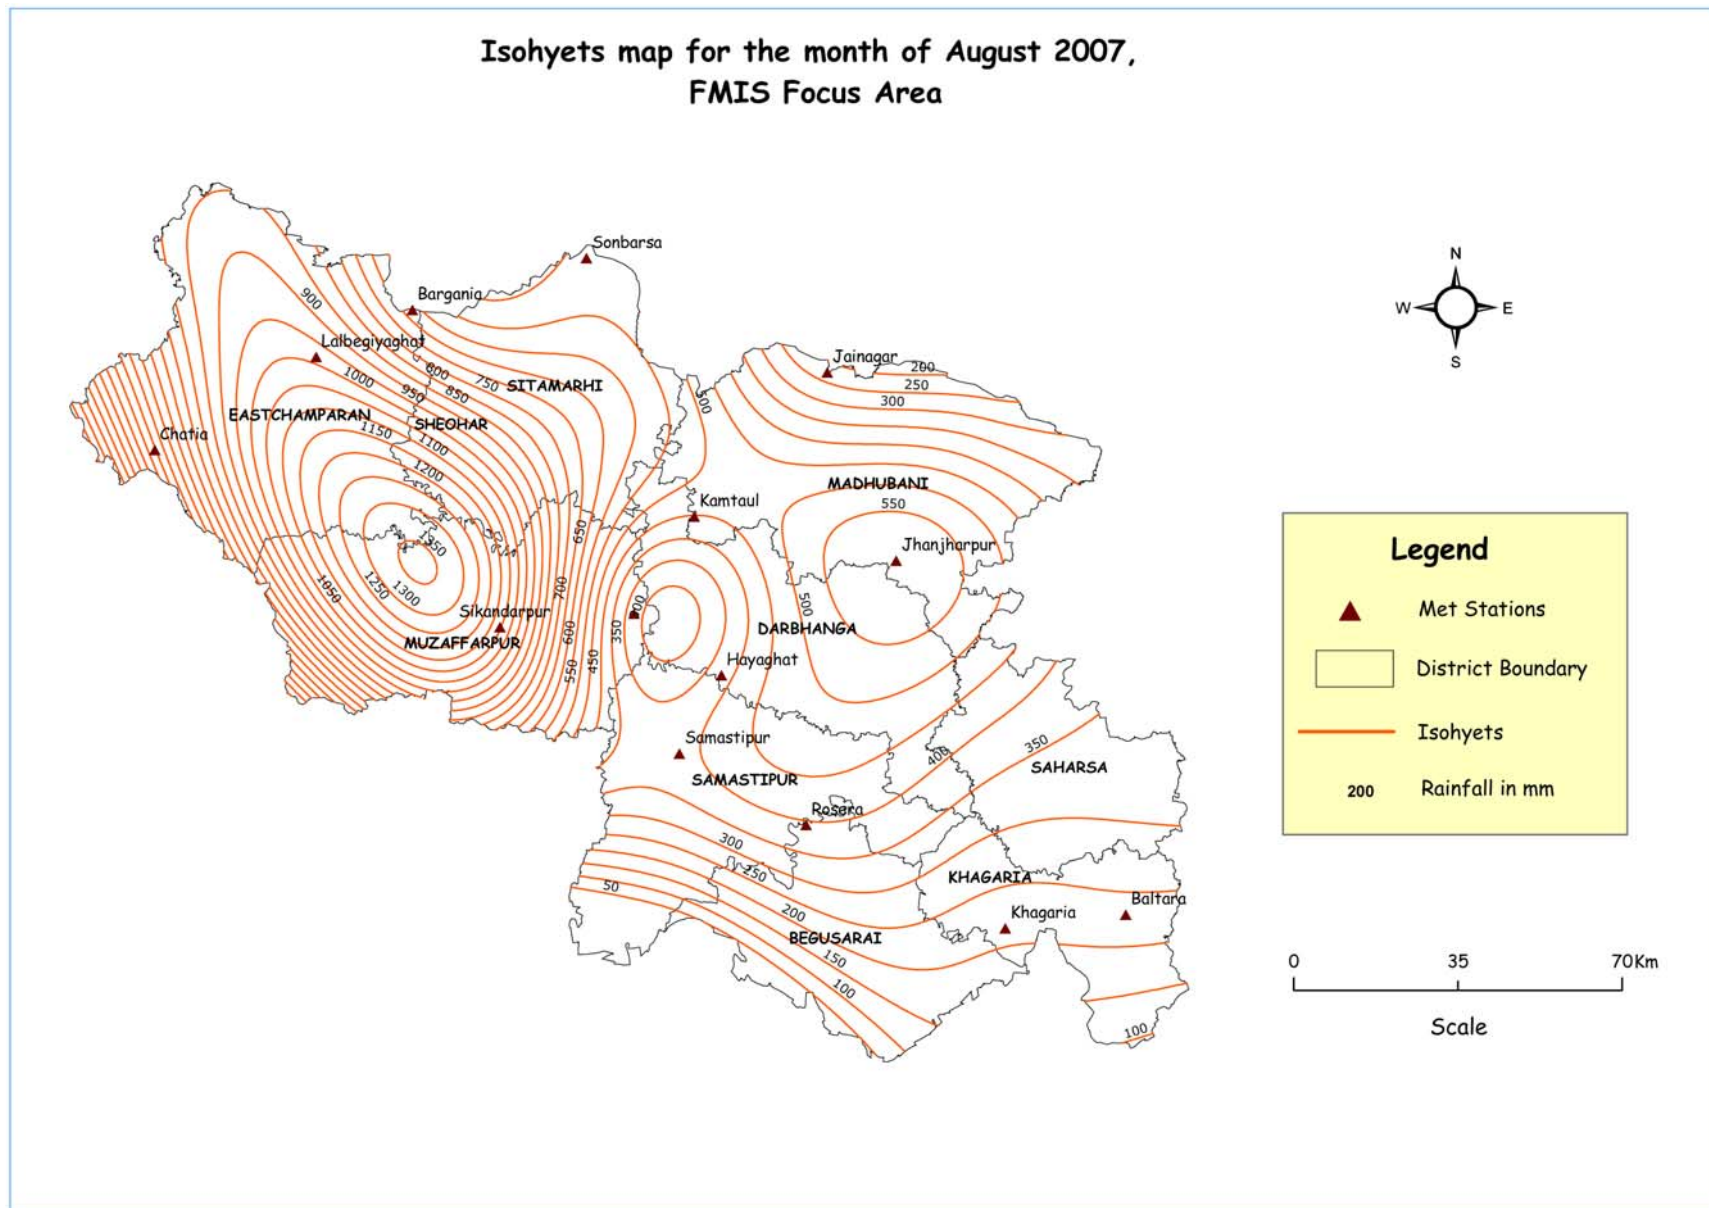 Isohyets map for the month of August 2007,
FMIS Focus Area
Sonbarsa
Bargania
900
Lalbegiyaghat
Jainagar
200
250
300
800
750
SITAMARHI
1000
950
850
500
EASTCHAMPARAN
SHEOHAR
Chatia
1150
1100
1200
MADHUBANI
Kamtaul
550
650
1350
Jhanjharpur
1050
1250
1300
700
Sikandarpur
MUZAFFARPUR
600
350
500
DARBHANGA
550
450
Hayaghat
Samastipur
SAMASTIPUR
400
350
SAHARSA
Rosera
300
250
50
200
KHAGARIA
Baltara
Khagaria
BEGUSARAI
150
100
100
N
W
E
S
Legend
Met Stations
District Boundary
Isohyets
200
Rainfall in mm
0
35
70Km
Scale